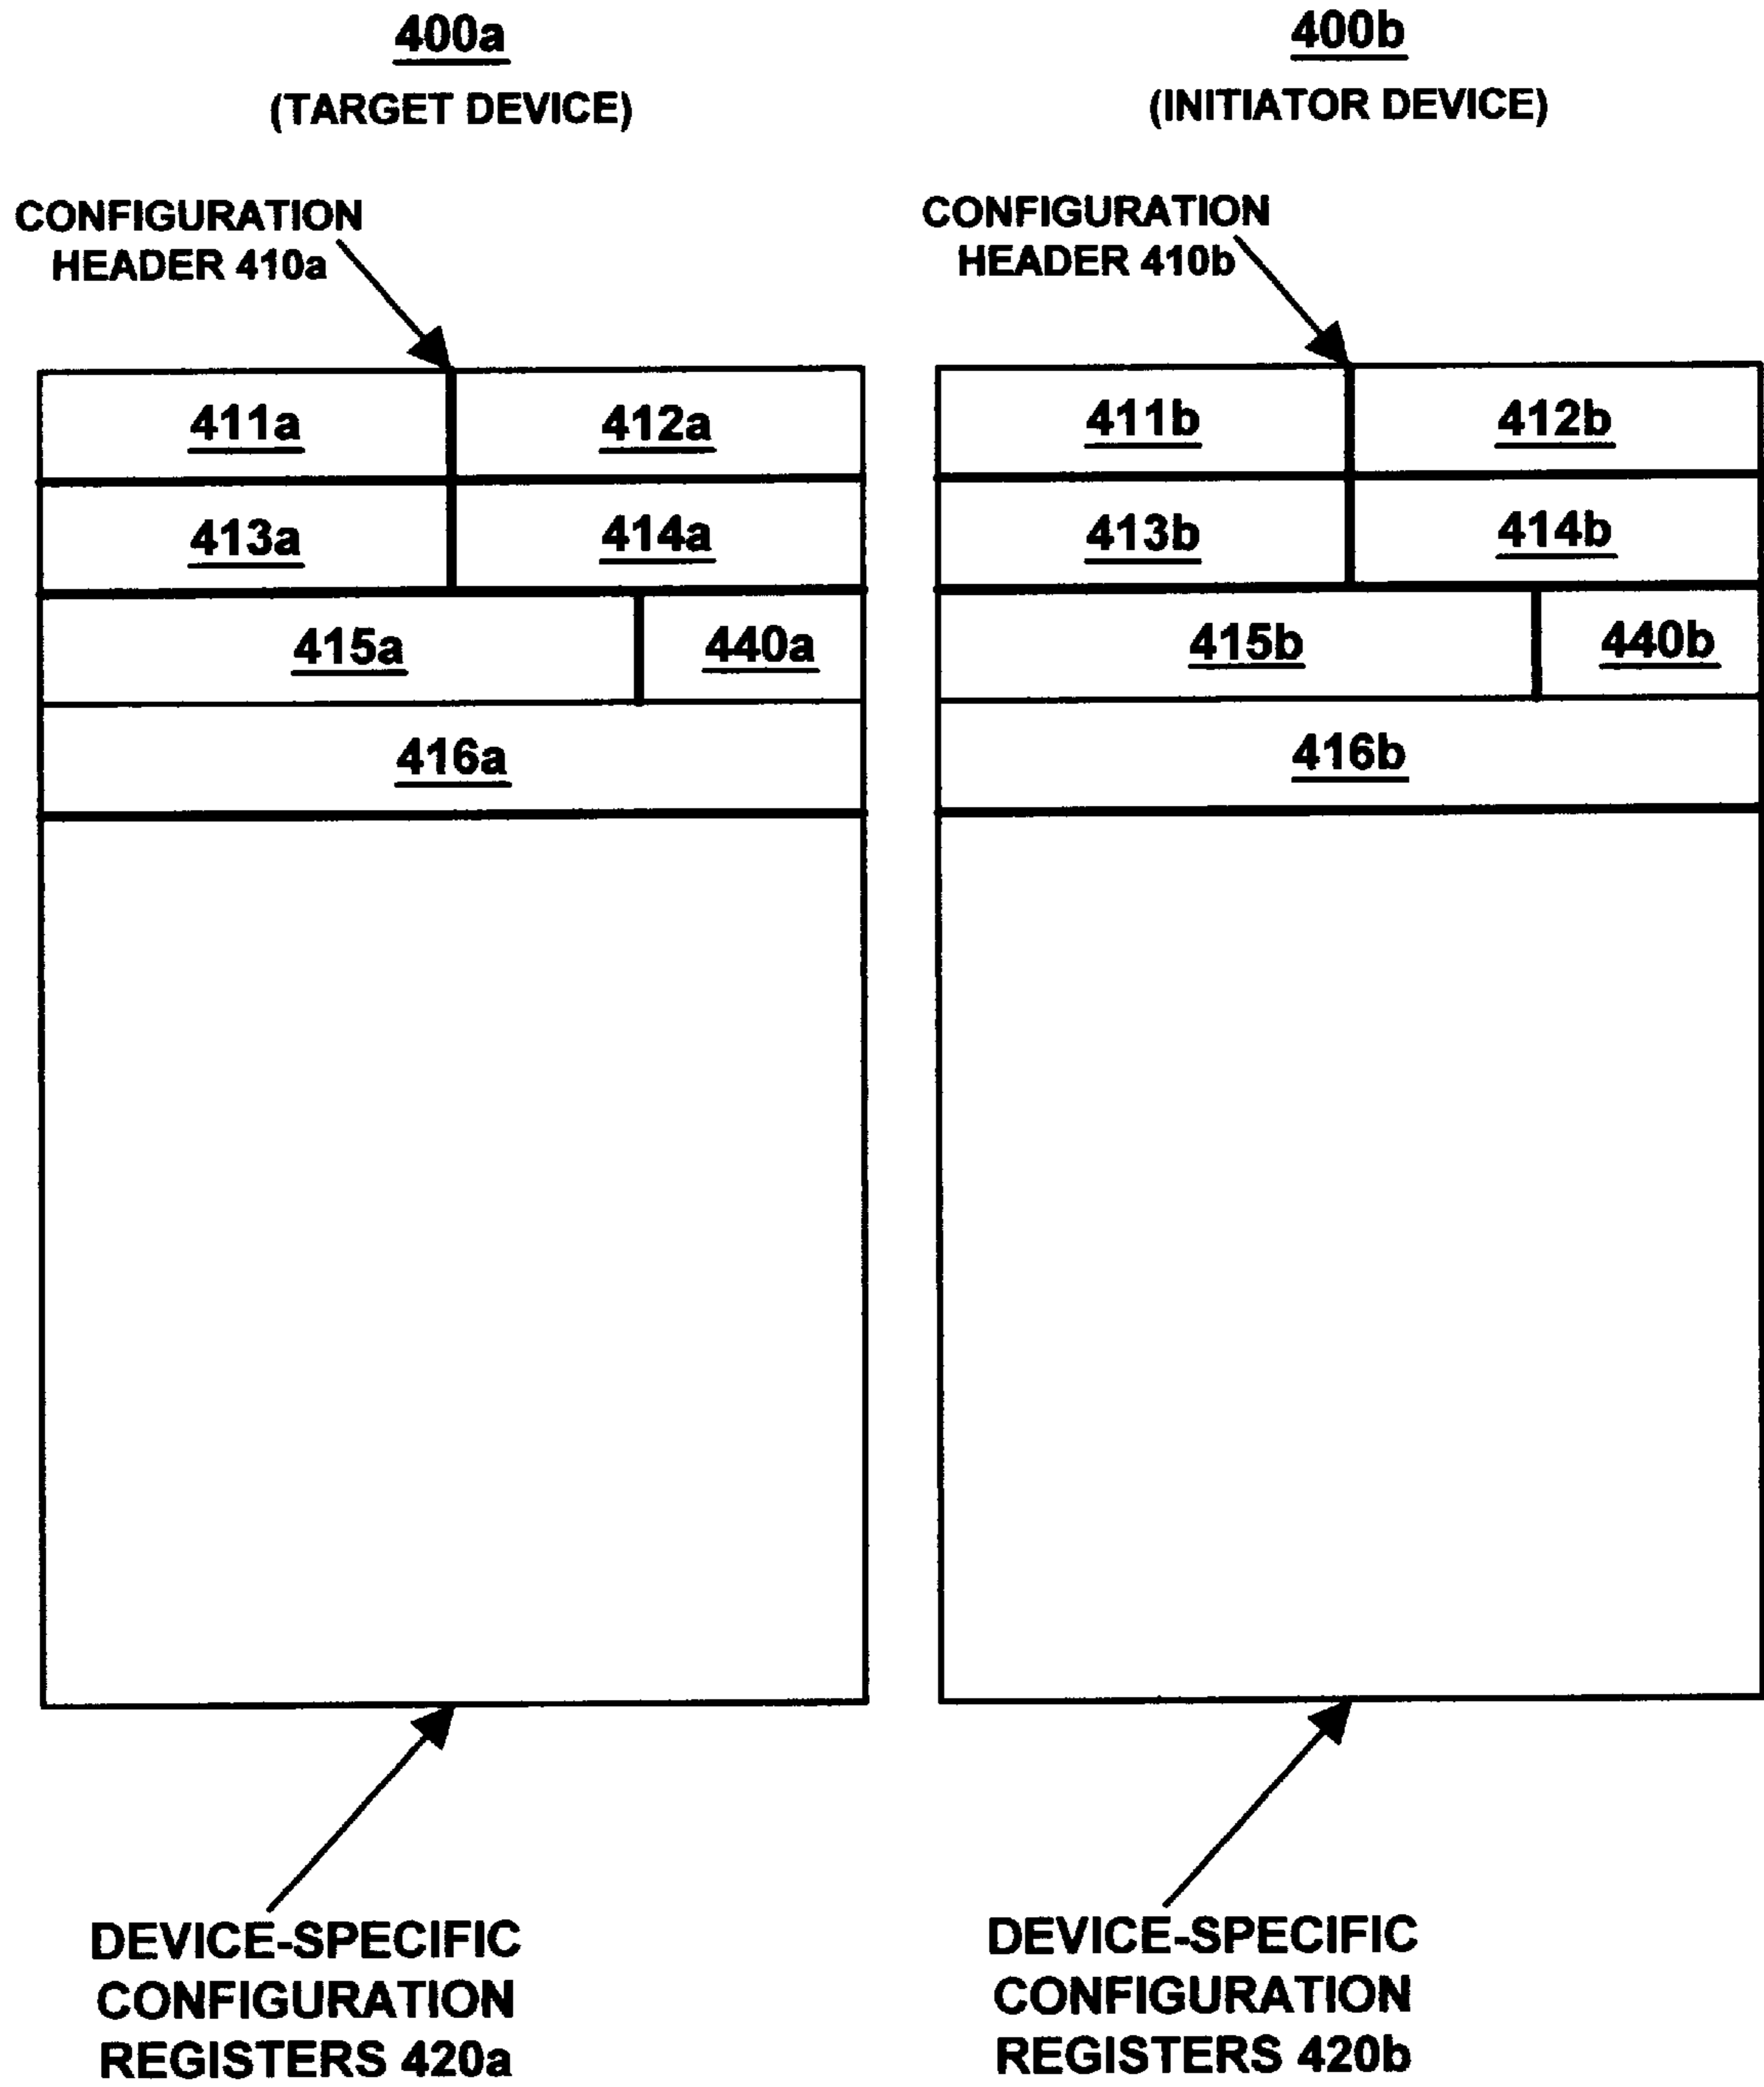 400a
(TARGET DEVICE)
CONFIGURATION
HEADER 410a
411a 412a
413a 414a
415a 440a
416a
DEVICE-SPECIFIC
CONFIGURATION
REGISTERS 420a
400b
(INITIATOR DEVICE)
CONFIGURATION
HEADER 410b
411b 412b
413b 414b
415b 440b
416b
DEVICE-SPECIFIC
CONFIGURATION
REGISTERS 420b